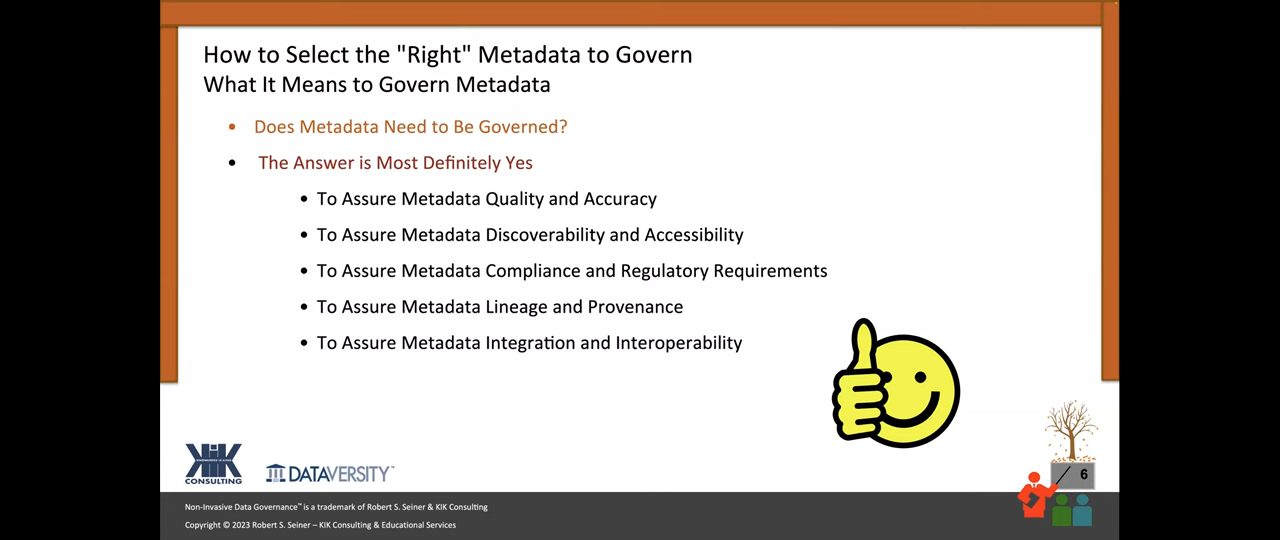 How to Select the "Right" Metadata to Govern
What It Means to Govern Metadata
• Does Metadata Need to Be Governed?
• The Answer is Most Definitely Yes
• To Assure Metadata Quality and Accuracy
• To Assure Metadata Discoverability and Accessibility
• To Assure Metadata Compliance and Regulatory Requirements
• To Assure Metadata Lineage and Provenance
• To Assure Metadata Integration and Interoperability
KIK
CONSULTING
DATAVERSITY™
6
Non-Invasive Data Governance™ is a trademark of Robert S. Seiner & KIK Consulting
Copyright © 2023 Robert S. Seiner – KIK Consulting & Educational Services